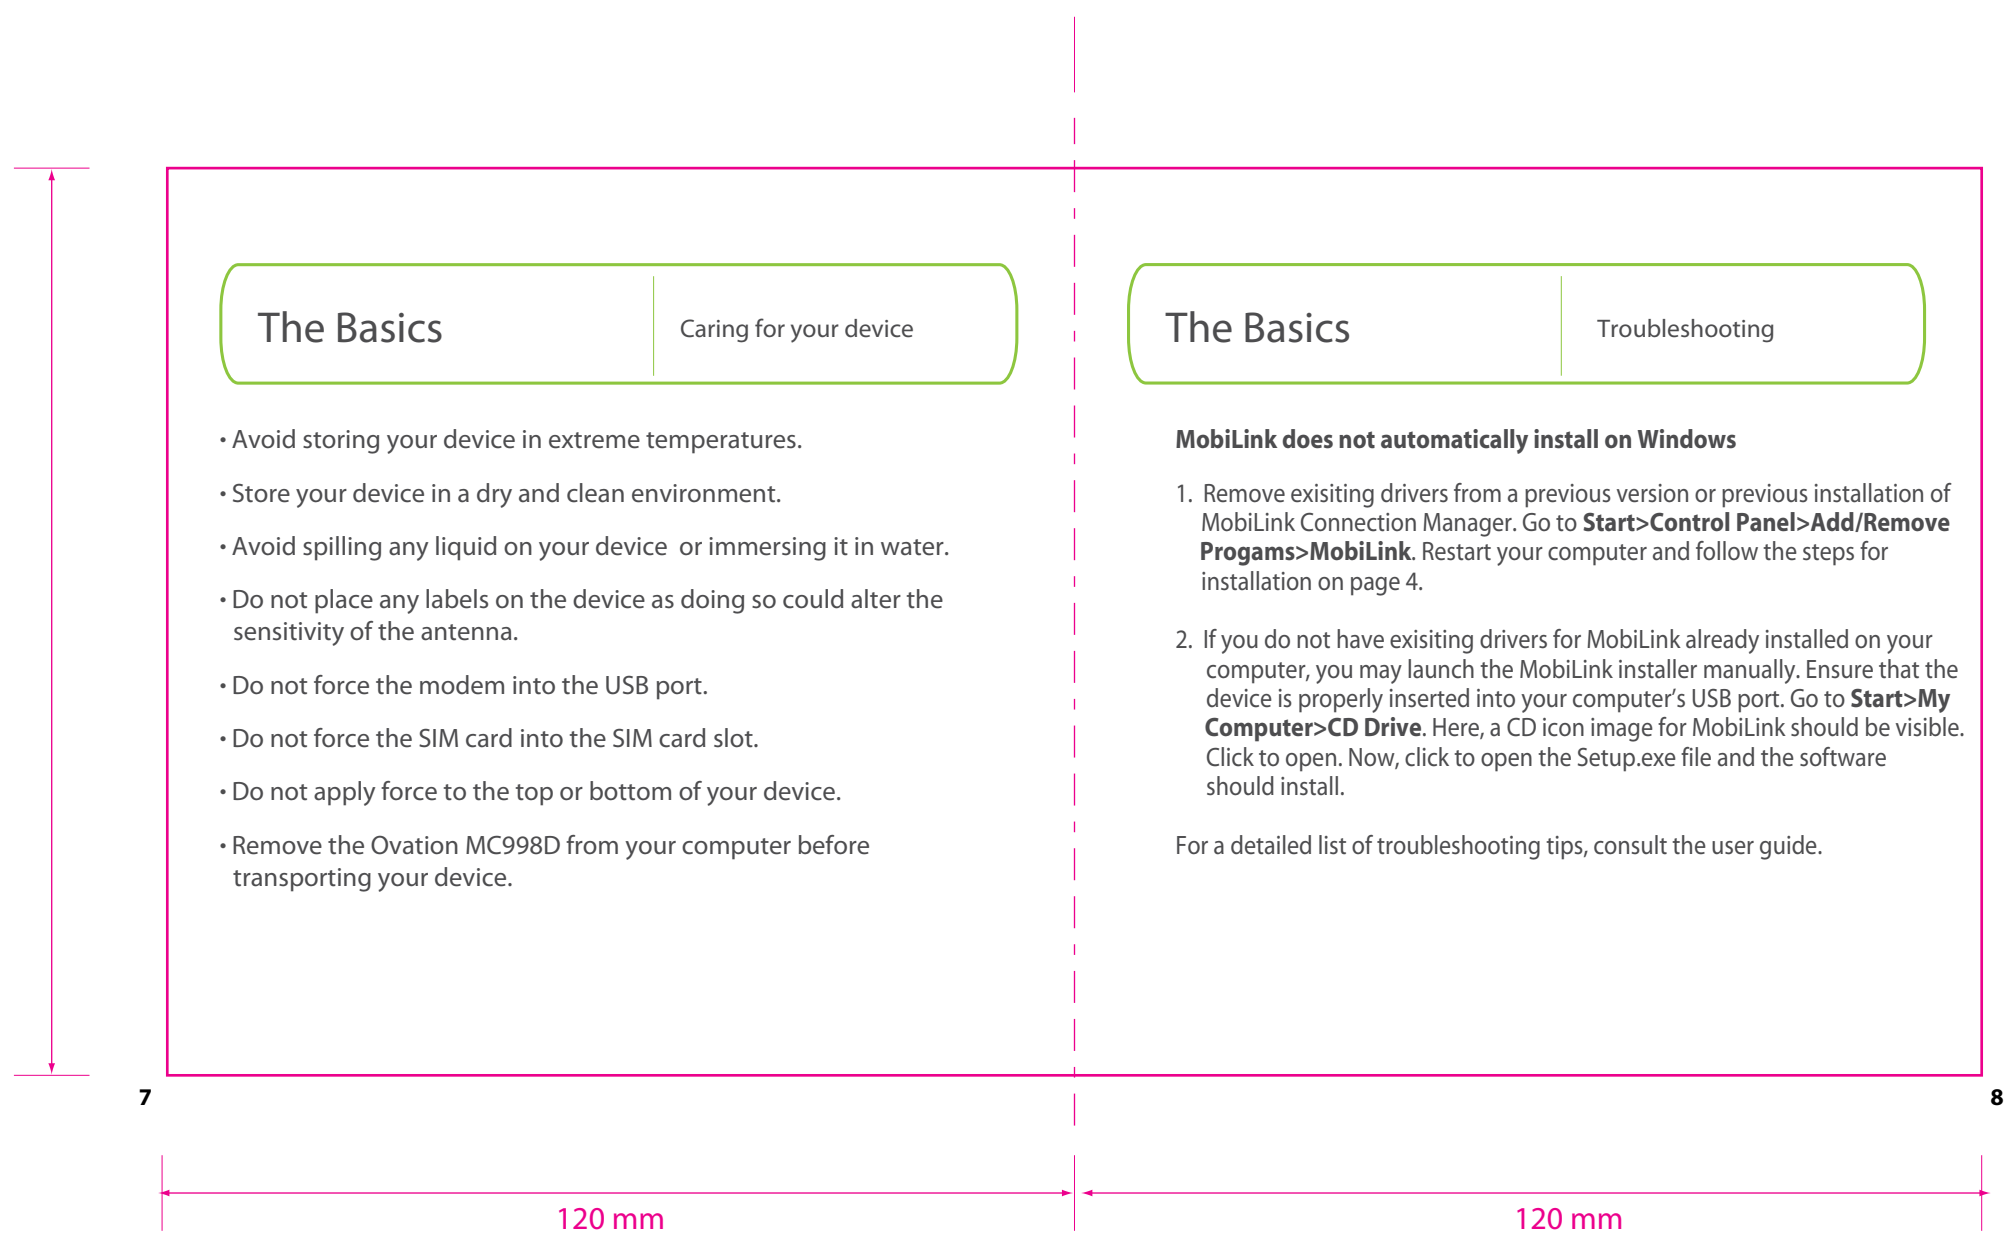 The Basics
Caring for your device
• Avoid storing your device in extreme temperatures.
• Store your device in a dry and clean environment.
• Avoid spilling any liquid on your device  or immersing it in water.
• Do not place any labels on the device as doing so could alter the
sensitivity of the antenna.
• Do not force the modem into the USB port.
• Do not force the SIM card into the SIM card slot.
• Do not apply force to the top or bottom of your device.
• Remove the Ovation MC998D from your computer before
transporting your device.
7
120 mm
The Basics
Troubleshooting
MobiLink does not automatically install on Windows
1. Remove exisiting drivers from a previous version or previous installation of
MobiLink Connection Manager. Go to Start>Control Panel>Add/Remove
Progams>MobiLink. Restart your computer and follow the steps for
installation on page 4.
2. If you do not have exisiting drivers for MobiLink already installed on your
computer, you may launch the MobiLink installer manually. Ensure that the
device is properly inserted into your computer’s USB port. Go to Start>My
Computer>CD Drive. Here, a CD icon image for MobiLink should be visible.
Click to open. Now, click to open the Setup.exe file and the software
should install.
For a detailed list of troubleshooting tips, consult the user guide.
8
120 mm